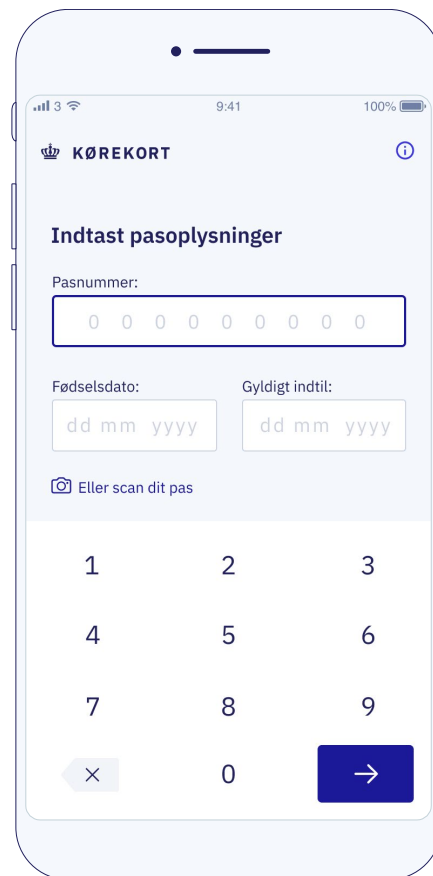 3 9:41 100%
KØREKORT
Indtast pasoplysninger
Pasnummer:
0 0 0 0 0 0 0 0 0
Fødselsdato: Gyldigt indtil:
dd mm yyyy dd mm yyyy
Eller scan dit pas
1 2 3
4 5 6
7 8 9
0